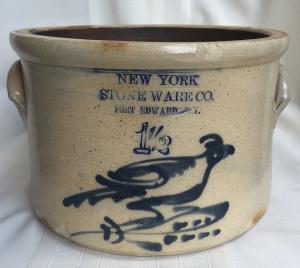 NEW YORK
STONE WARE CO.
FORT EDWARD, N.Y.
1½